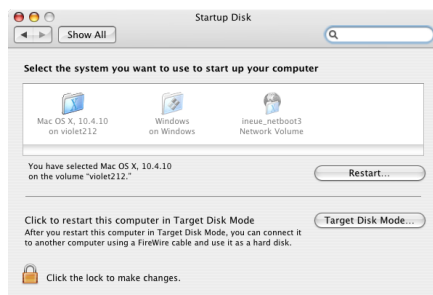 Startup Disk
Show All
Select the system you want to use to start up your computer
Mac OS X, 10.4.10
on violet212
Windows
on Windows
ineue_netboot3
Network Volume
You have selected Mac OS X, 10.4.10
on the volume “violet212.”
Restart...
Click to restart this computer in Target Disk Mode
Target Disk Mode...
After you restart this computer in Target Disk Mode, you can connect it
to another computer using a FireWire cable and use it as a hard disk.
Click the lock to make changes.